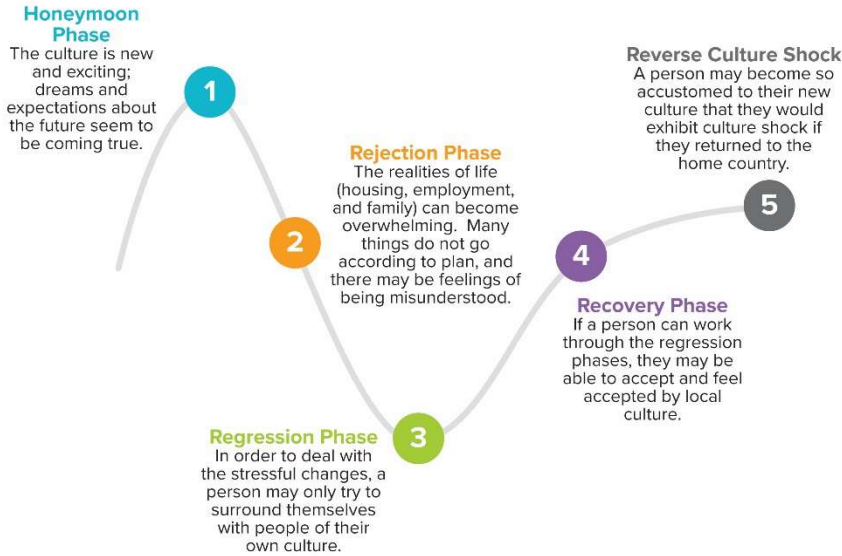 Honeymoon
Phase
The culture is new
and exciting;
dreams and
expectations about
the future seem to
be coming true.
1
Rejection Phase
The realities of life
(housing, employment,
and family) can become
overwhelming. Many
things do not go
according to plan, and
there may be feelings of
being misunderstood.
2
Regression Phase
In order to deal with
the stressful changes, a
person may only try to
surround themselves
with people of their
own culture.
3
4
Recovery Phase
If a person can work
through the regression
phases, they may be
able to accept and feel
accepted by local
culture.
Reverse Culture Shock
A person may become so
accustomed to their new
culture that they would
exhibit culture shock if
they returned to the
home country.
5